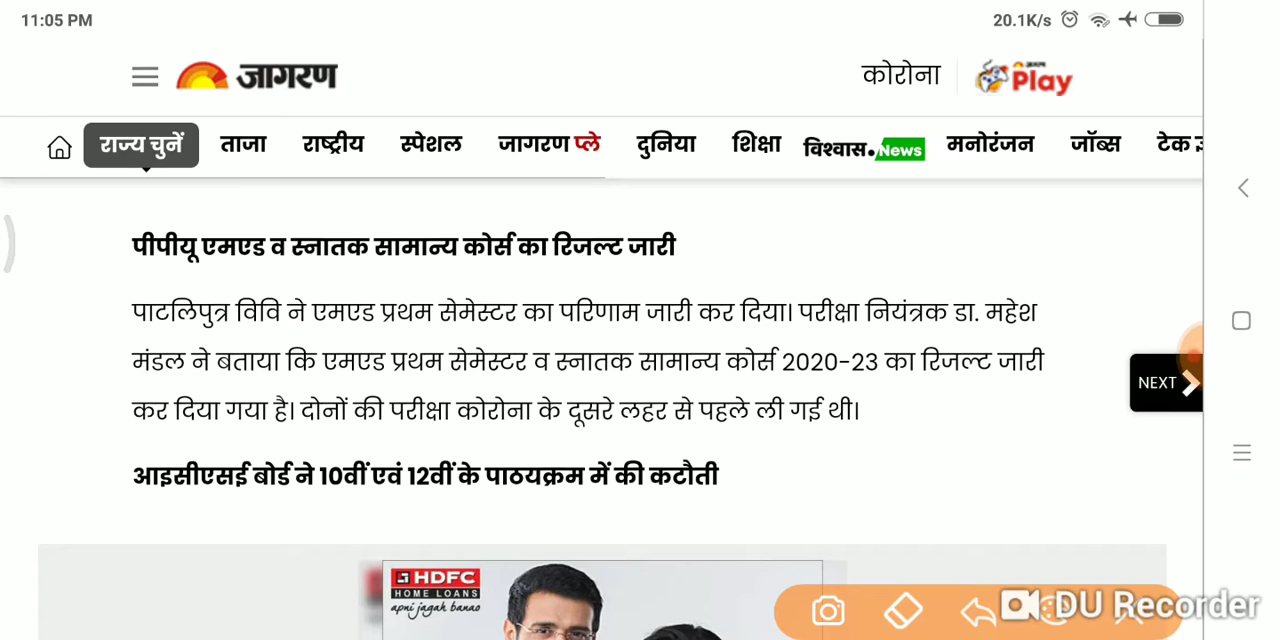 11:05 PM 20.1K/s
जागरण कोरोना Play
राज्य चुनें ताजा राष्ट्रीय स्पेशल जागरण प्ले दुनिया शिक्षा विश्वास.News मनोरंजन जॉब्स टेक
पीपीयू एमएड व स्नातक सामान्य कोर्स का रिजल्ट जारी
पाटलिपुत्र विवि ने एमएड प्रथम सेमेस्टर का परिणाम जारी कर दिया। परीक्षा नियंत्रक डा. महेश
मंडल ने बताया कि एमएड प्रथम सेमेस्टर व स्नातक सामान्य कोर्स 2020-23 का रिजल्ट जारी
कर दिया गया है। दोनों की परीक्षा कोरोना के दूसरे लहर से पहले ली गई थी।
NEXT
आइसीएसई बोर्ड ने 10वीं एवं 12वीं के पाठयक्रम में की कटौती
HDFC
HOME LOANS
apni jagah banao
DU Recorder